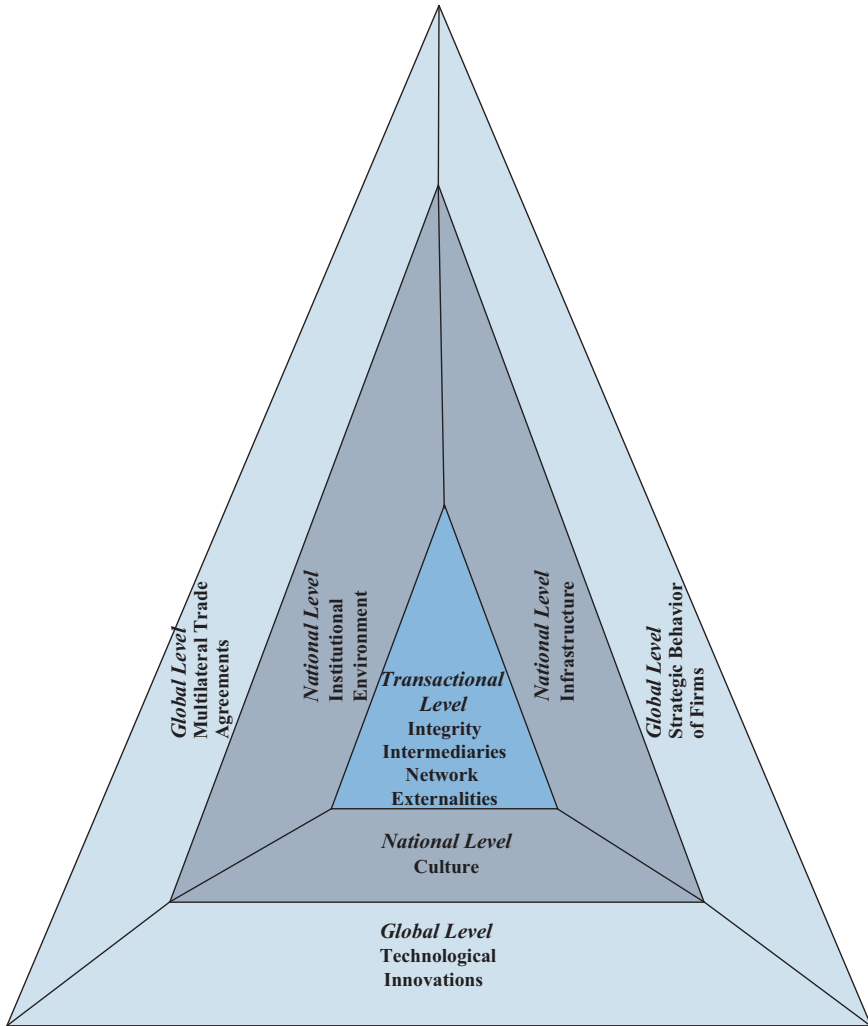 Global Level
Multilateral Trade
Agreements
National Level
Institutional
Environment
Transactional
Level
Integrity
Intermediaries
Network
Externalities
National Level
Infrastructure
Global Level
Strategic Behavior
of Firms
National Level
Culture
Global Level
Technological
Innovations